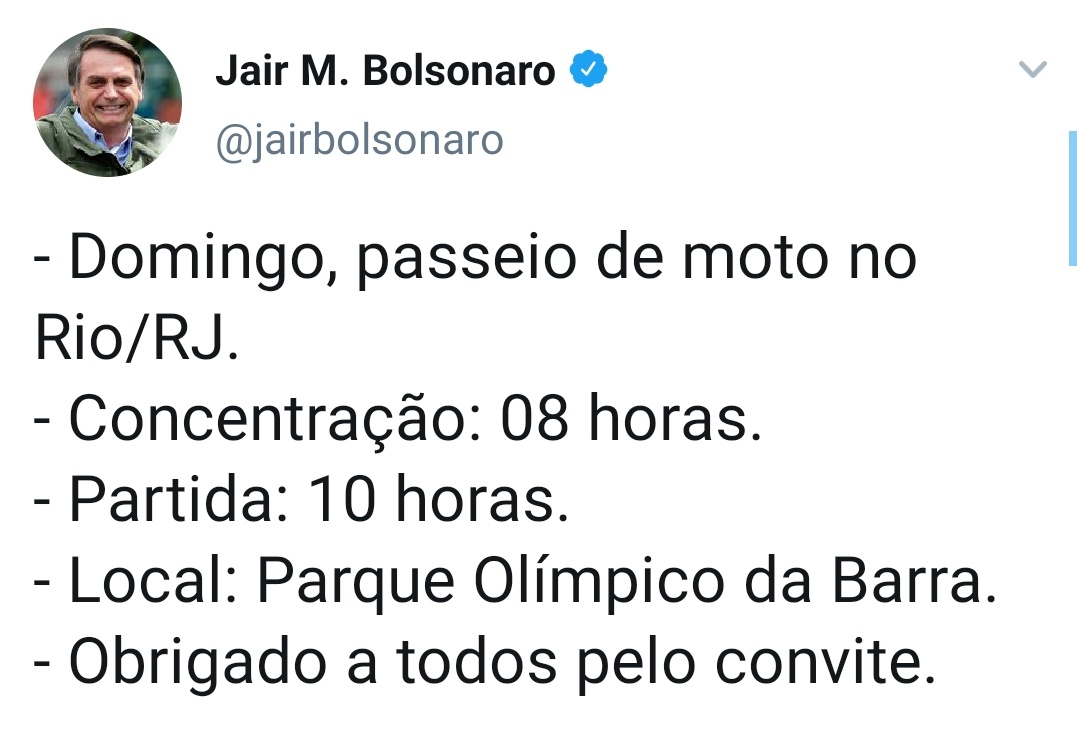 Jair M. Bolsonaro
@jairbolsonaro
- Domingo, passeio de moto no
Rio/RJ.
- Concentração: 08 horas.
- Partida: 10 horas.
- Local: Parque Olímpico da Barra.
- Obrigado a todos pelo convite.